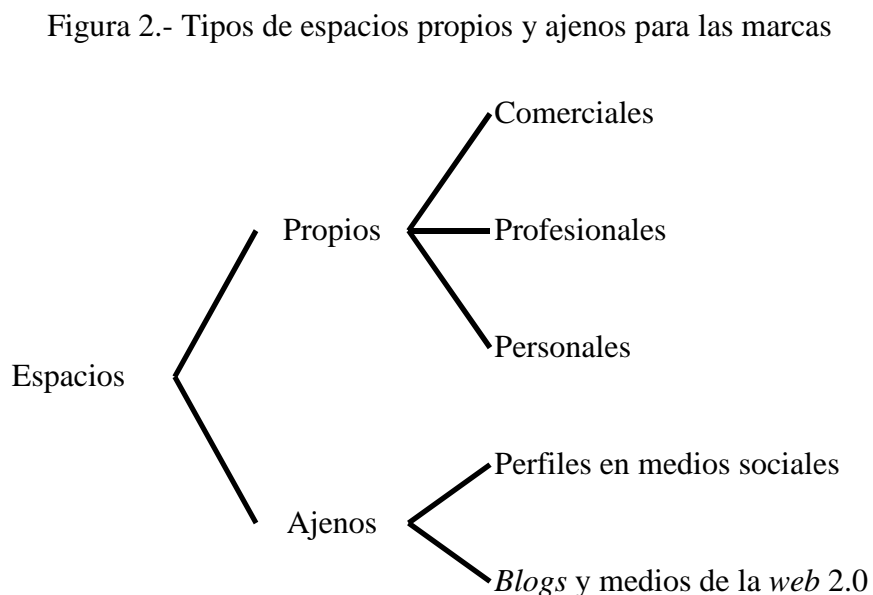 Figura 2.- Tipos de espacios propios y ajenos para las marcas
Comerciales
Propios
Profesionales
Personales
Espacios
Perfiles en medios sociales
Ajenos
Blogs y medios de la web 2.0